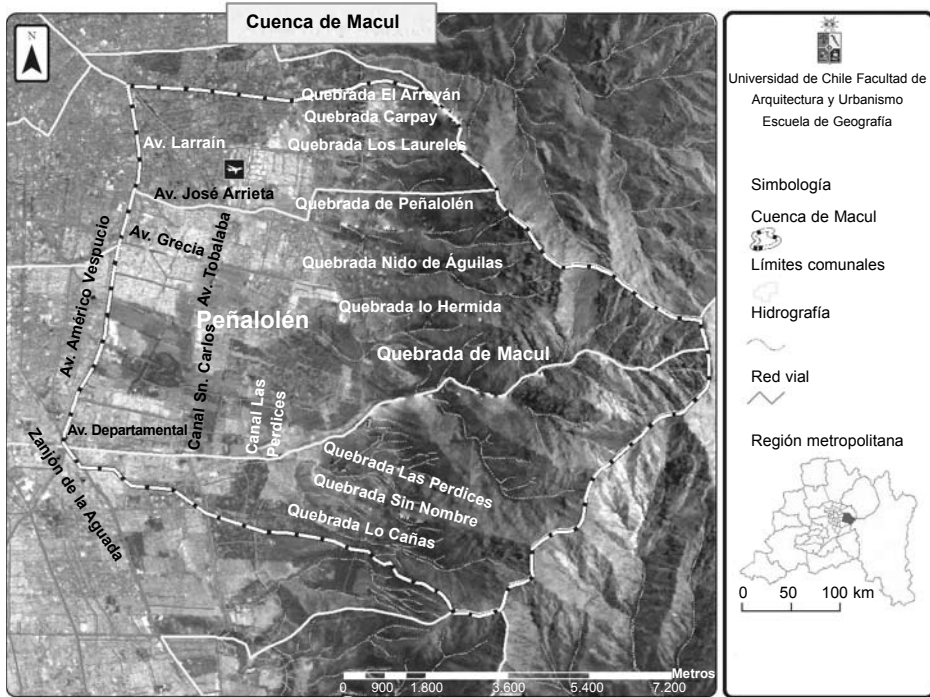 Cuenca de Macul
N
Quebrada El Arreyán
Quebrada Carpay
Av. Larraín
Quebrada Los Laureles
Av. José Arrieta
Quebrada de Peñalolén
Av. Américo Vespucio
Av. Grecia
Av. Tobalaba
Quebrada Nido de Águilas
Quebrada lo Hermida
Peñalolén
Quebrada de Macul
Canal Sn. Carlos
Canal Las
Perdices
Av. Departamental
Zanjón de la Aguada
Quebrada Las Perdices
Quebrada Sin Nombre
Quebrada Lo Cañas
Metros
0 900 1.800 3.600 5.400 7.200
Universidad de Chile Facultad de
Arquitectura y Urbanismo
Escuela de Geografía
Simbología
Cuenca de Macul
Límites comunales
Hidrografía
Red vial
Región metropolitana
0 50 100 km